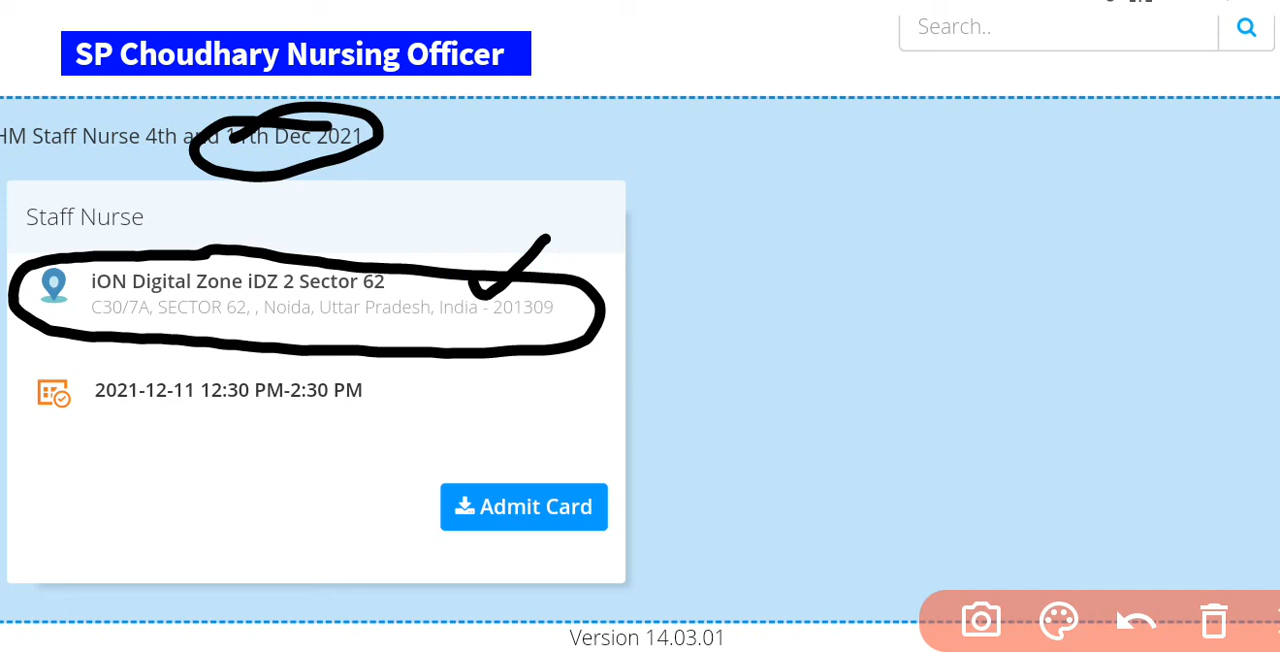 Search..
SP Choudhary Nursing Officer
HM Staff Nurse 4th and 11th Dec 2021
Staff Nurse
iON Digital Zone iDZ 2 Sector 62
C30/7A, SECTOR 62, , Noida, Uttar Pradesh, India - 201309
2021-12-11 12:30 PM-2:30 PM
Admit Card
Version 14.03.01